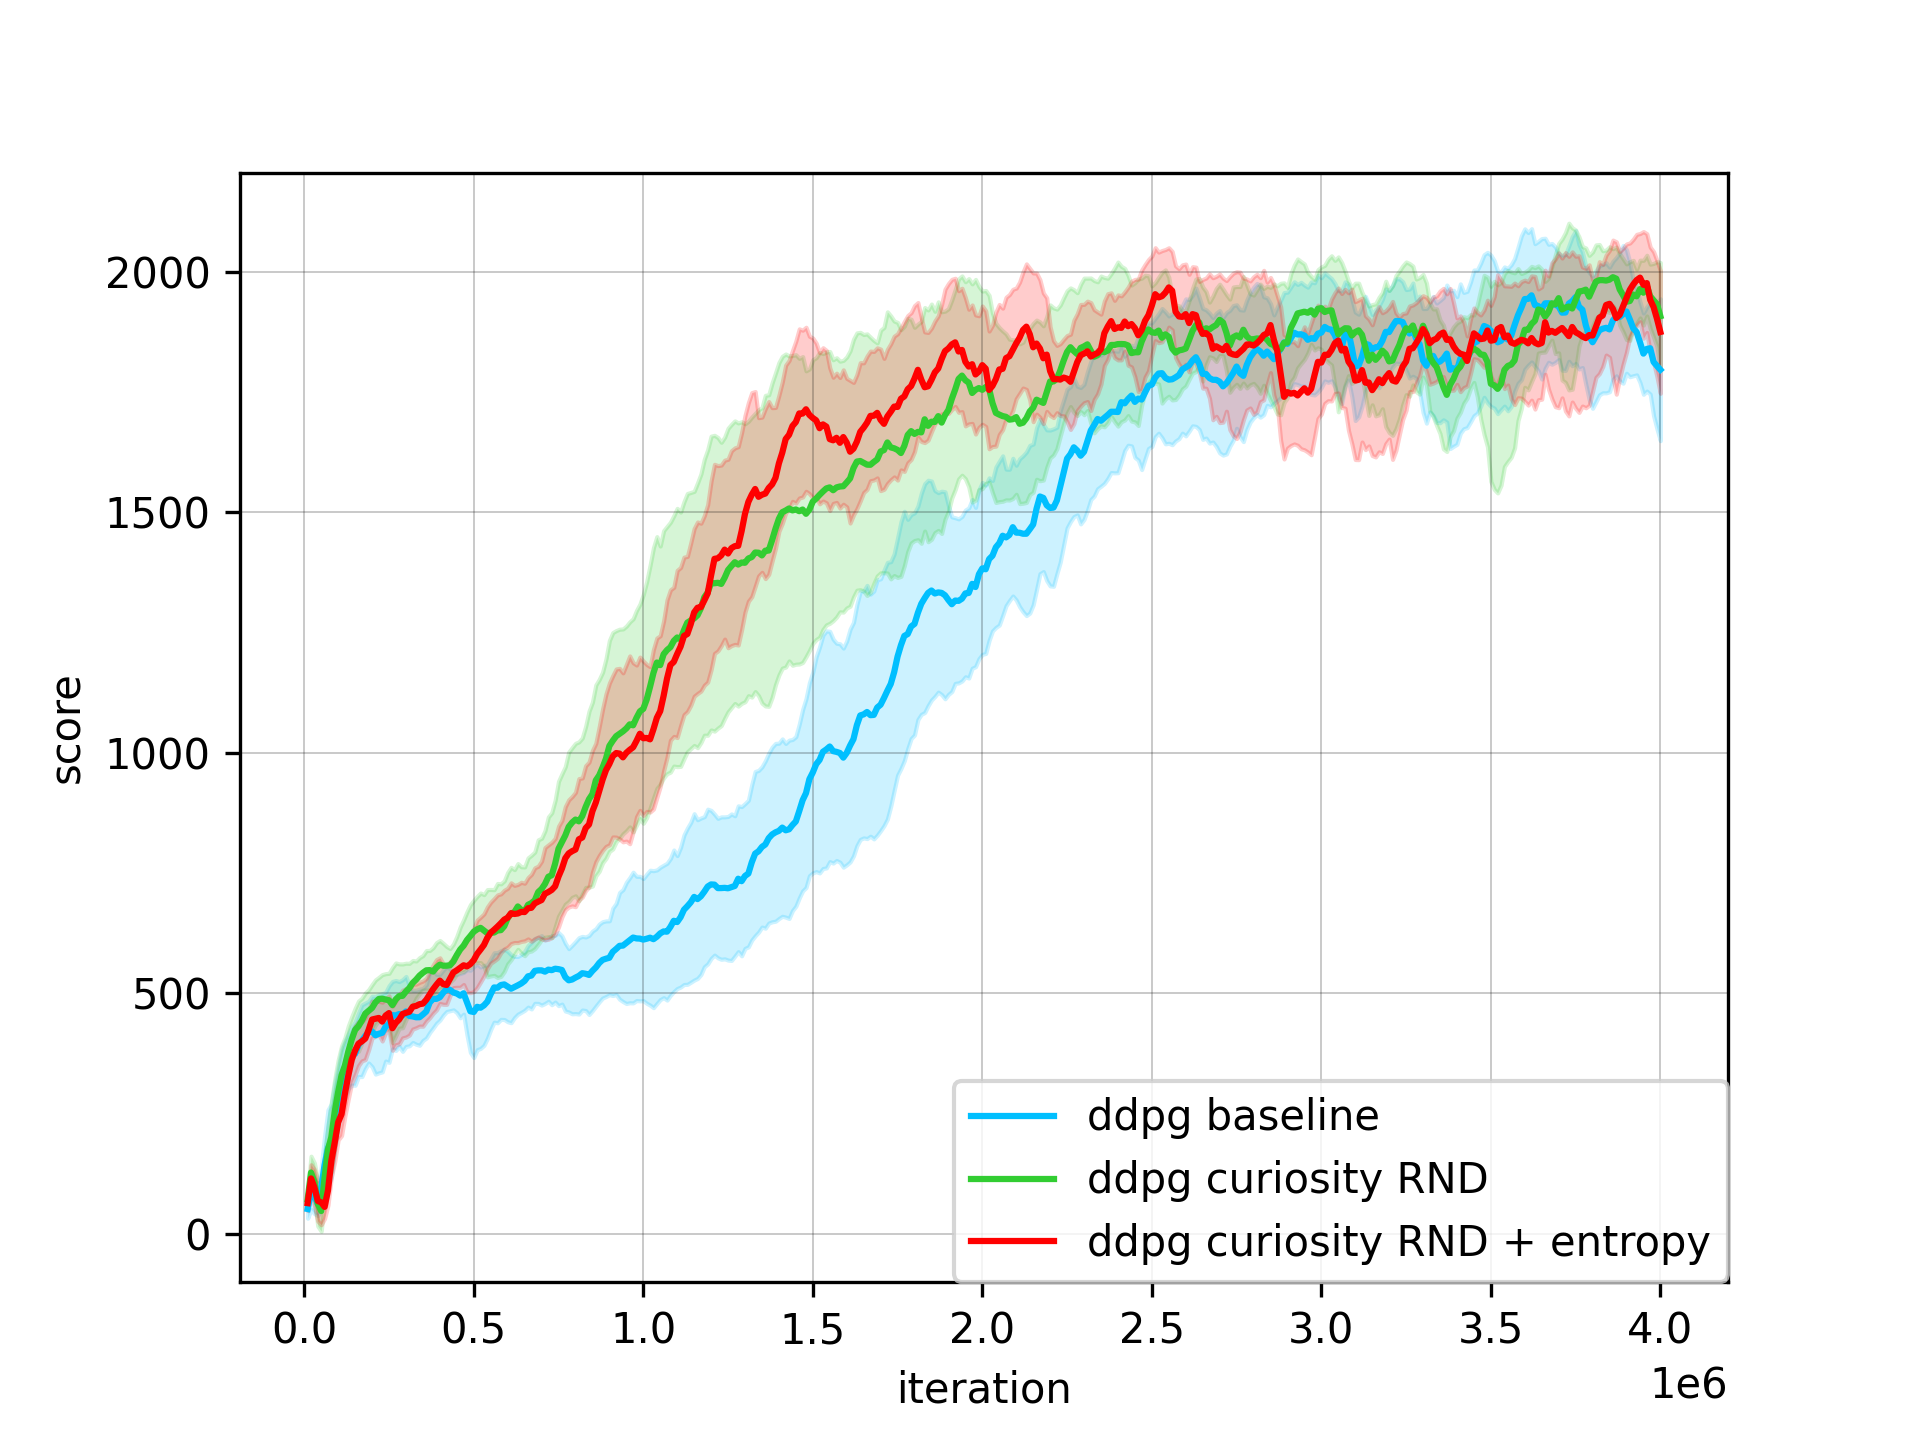 2000
1500
1000
500
0
score
0.0 0.5 1.0 1.5 2.0 2.5 3.0 3.5 4.0
iteration
1e6
ddpg baseline
ddpg curiosity RND
ddpg curiosity RND + entropy